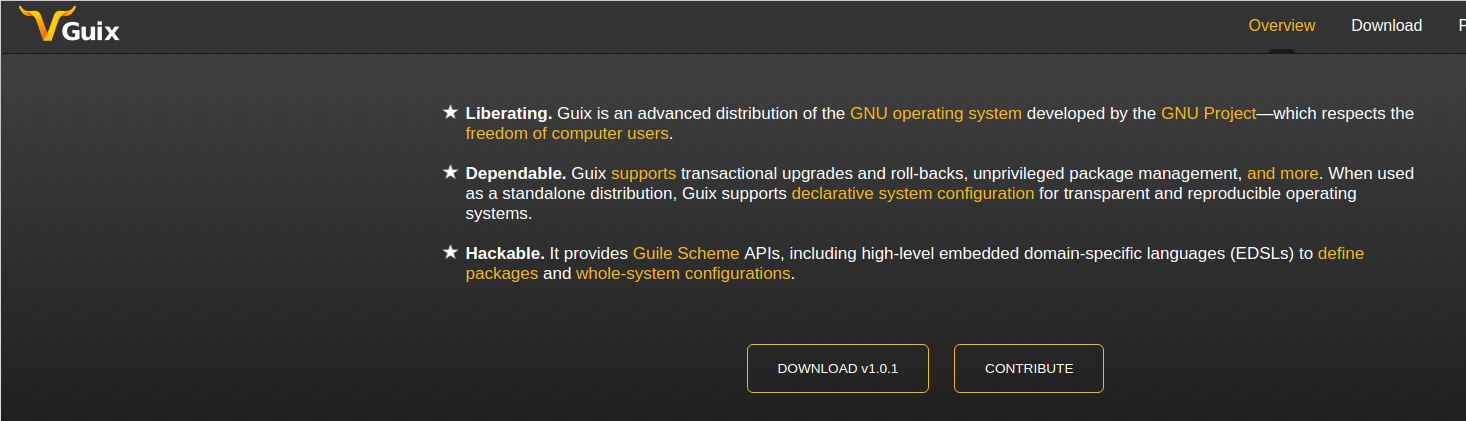 Guix
Overview Download
★ Liberating. Guix is an advanced distribution of the GNU operating system developed by the GNU Project—which respects the
freedom of computer users.
★ Dependable. Guix supports transactional upgrades and roll-backs, unprivileged package management, and more. When used
as a standalone distribution, Guix supports declarative system configuration for transparent and reproducible operating
systems.
★ Hackable. It provides Guile Scheme APIs, including high-level embedded domain-specific languages (EDSLs) to define
packages and whole-system configurations.
DOWNLOAD v1.0.1 CONTRIBUTE